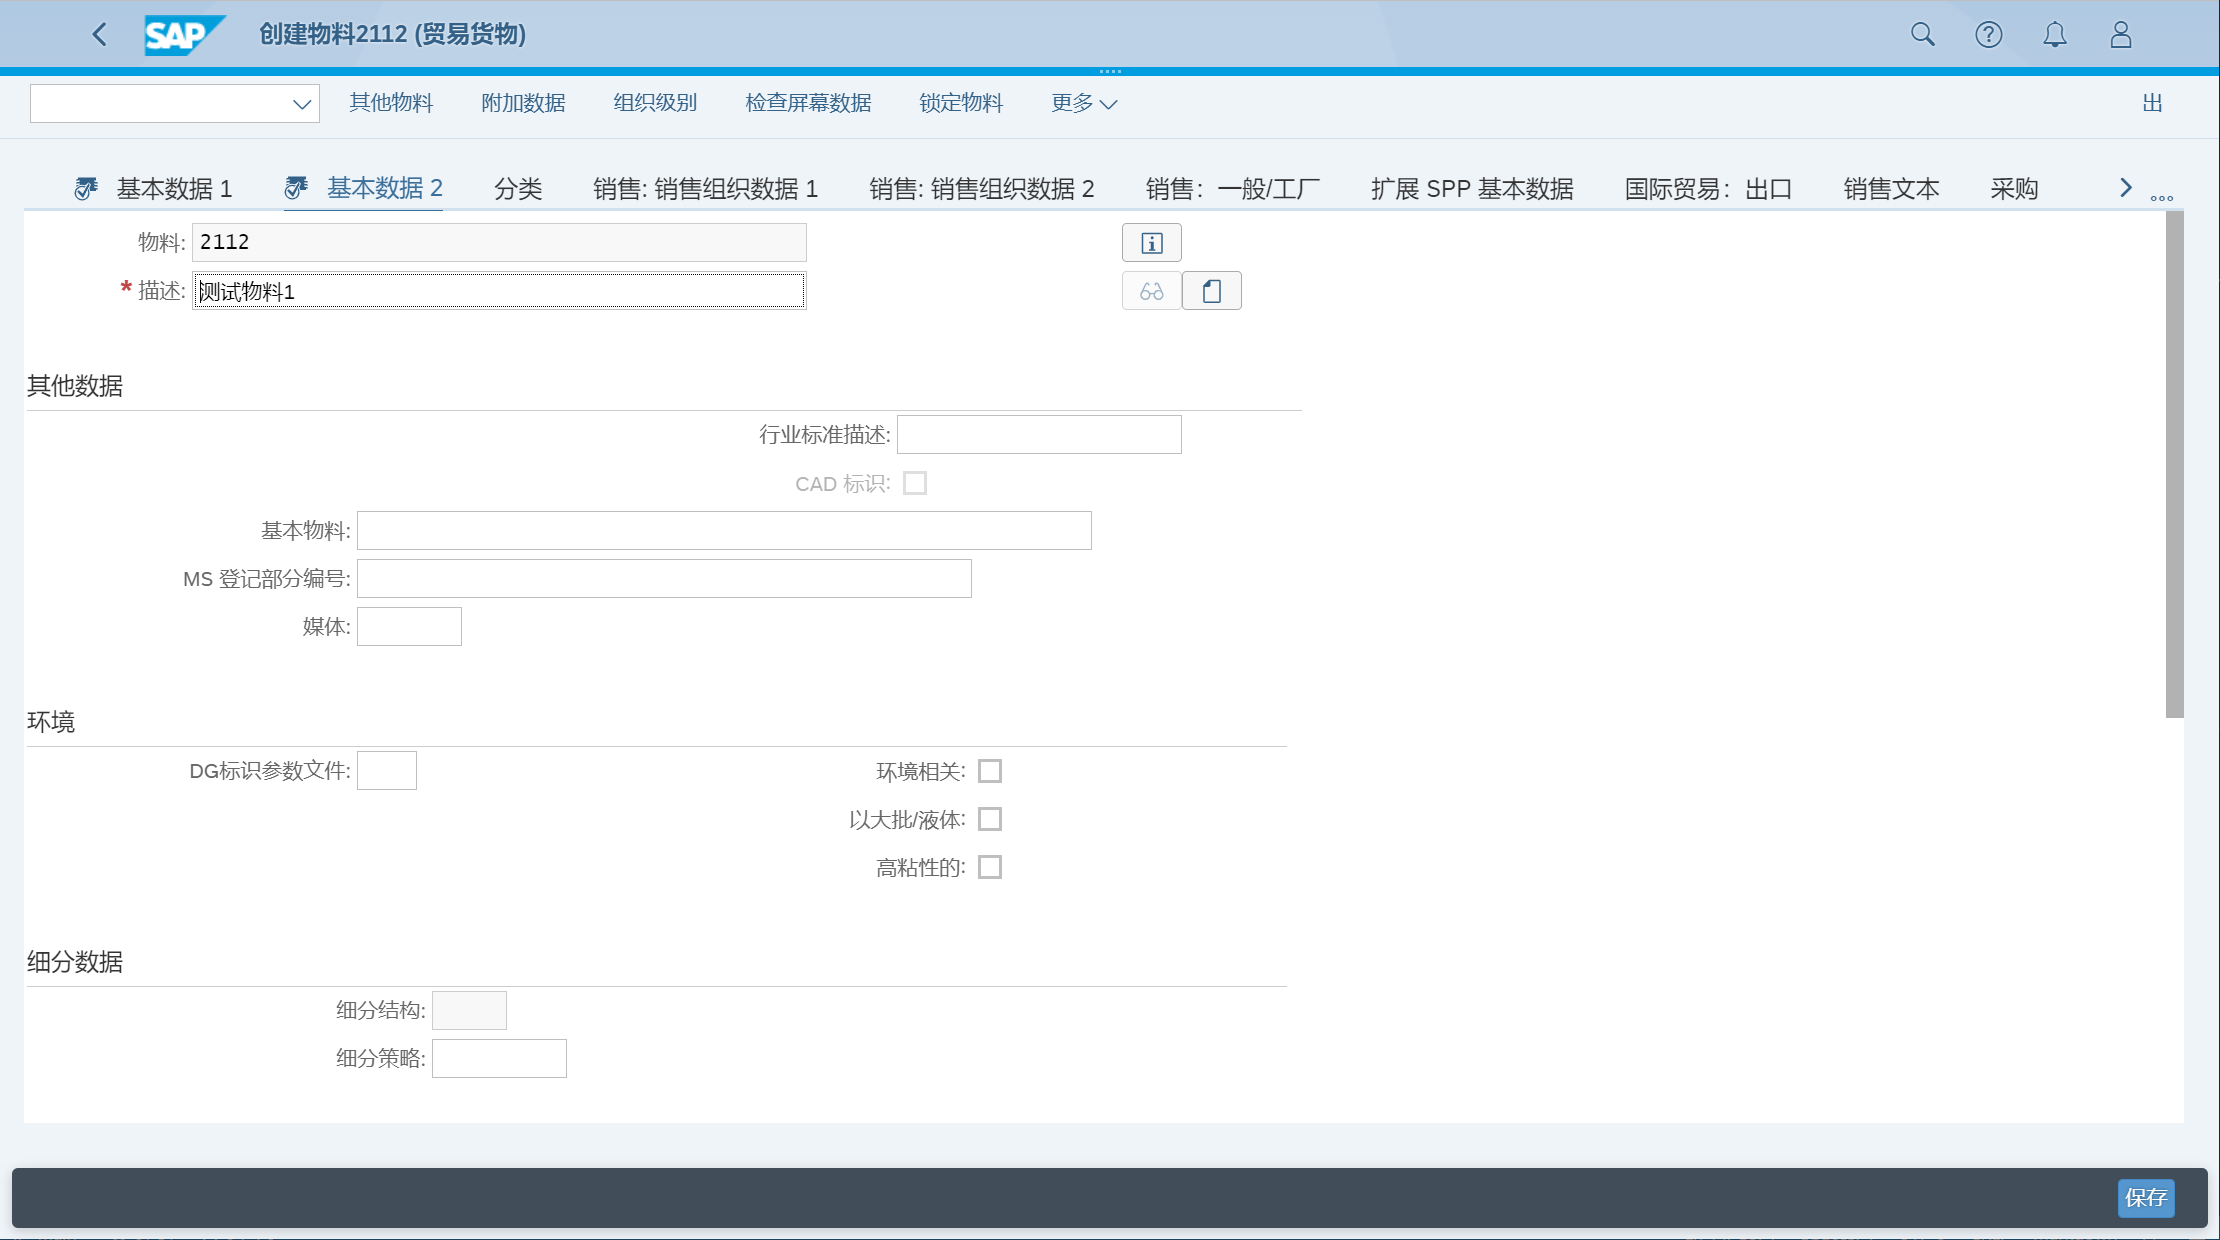 SAP 创建物料2112 (贸易货物)
其他物料 附加数据 组织级别 检查屏幕数据 锁定物料 更多 出
基本数据 1 基本数据 2 分类 销售: 销售组织数据 1 销售: 销售组织数据 2 销售：一般/工厂 扩展 SPP 基本数据 国际贸易：出口 销售文本 采购
物料: 2112
* 描述: 测试物料1
其他数据
行业标准描述:
CAD 标识:
基本物料:
MS 登记部分编号:
媒体:
环境
DG标识参数文件: 环境相关:
以大批/液体:
高粘性的:
细分数据
细分结构:
细分策略:
保存